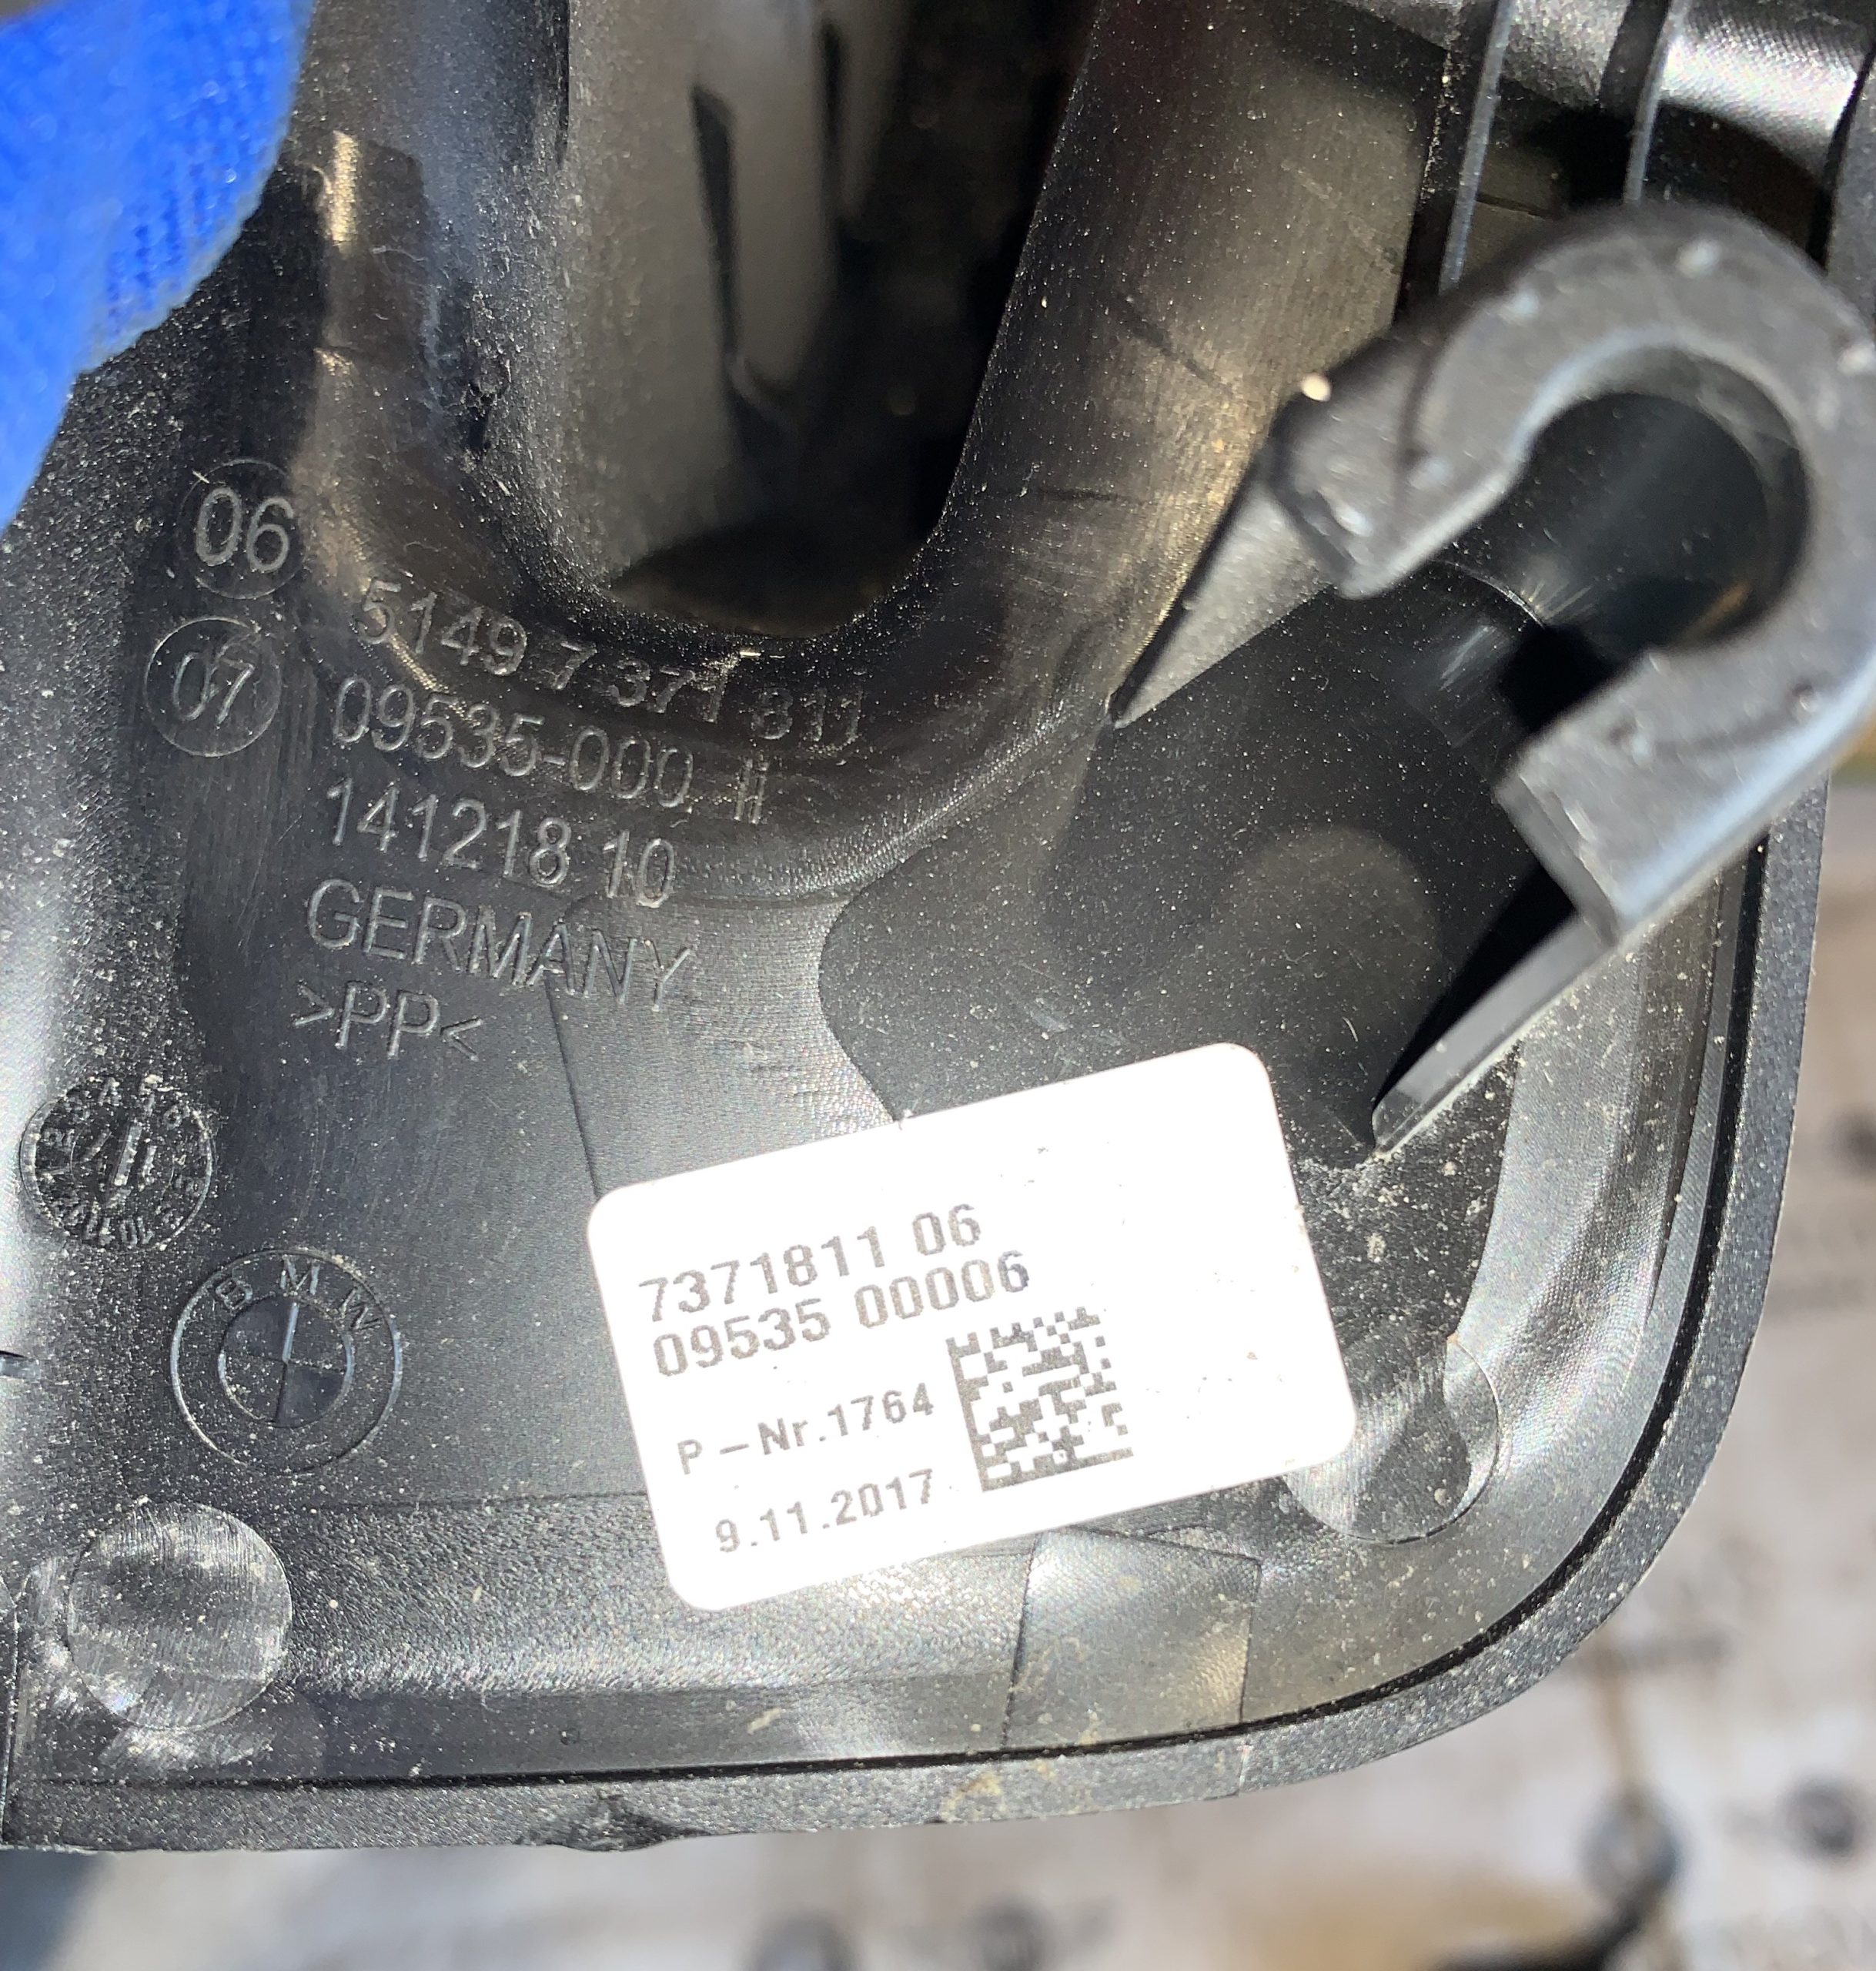 06
07
5149 7 371 811
09535-000
141218 10
GERMANY
>PP<
BMW
7371811 06
09535 00006
P-Nr.1764
9.11.2017